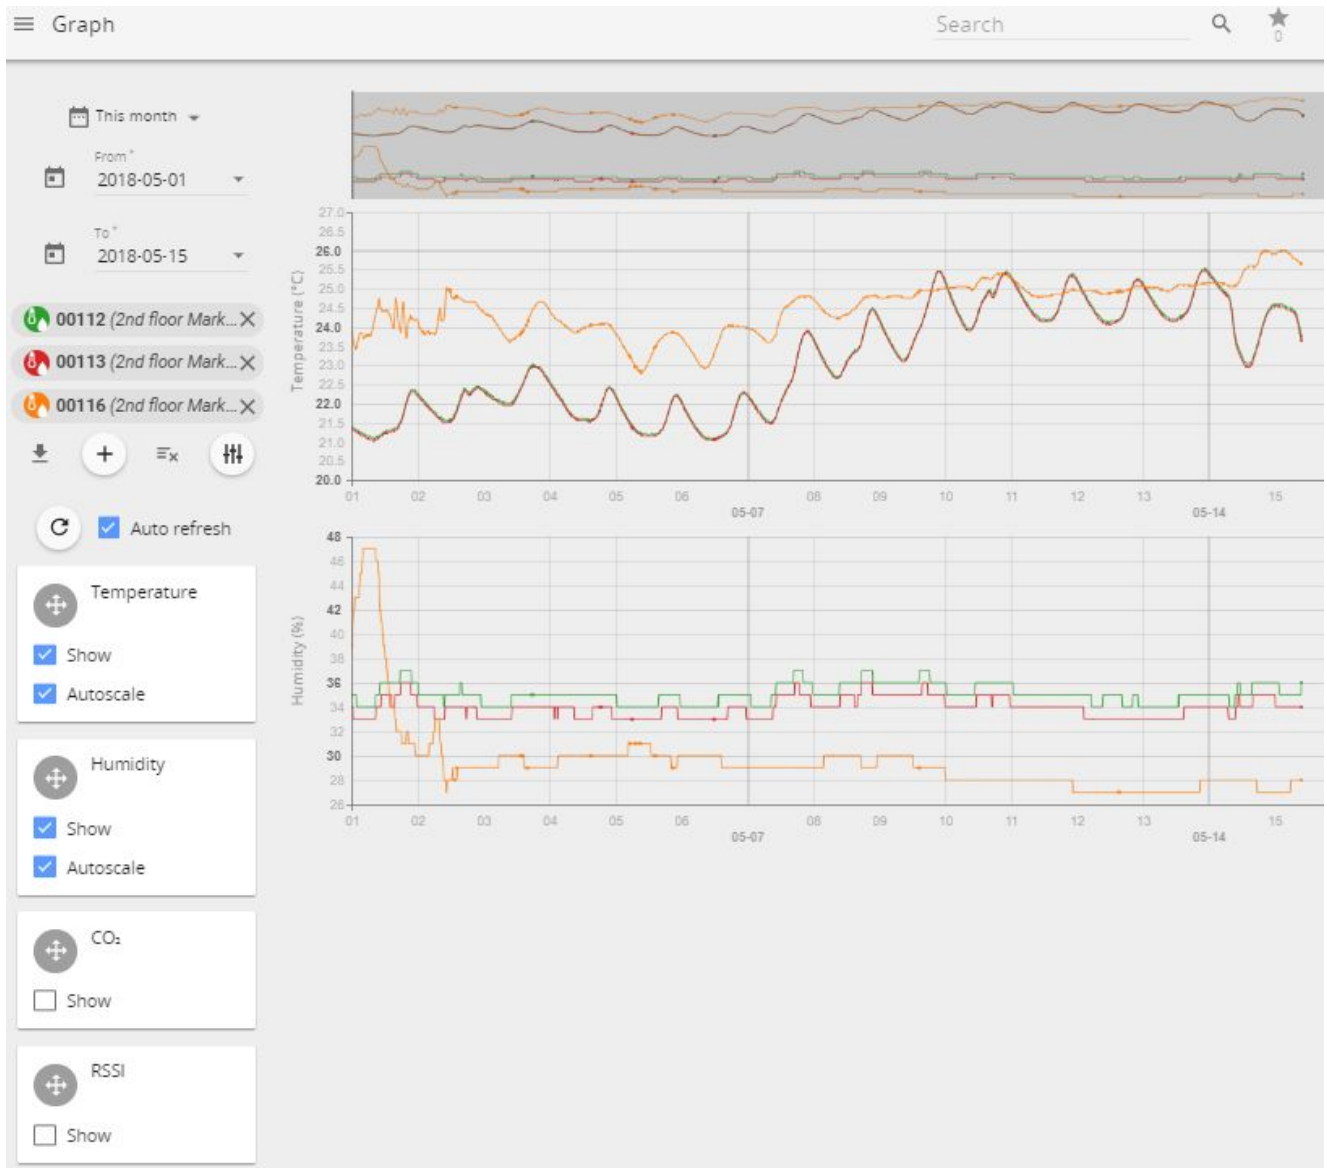 Graph
Search
0
This month
From *
2018-05-01
To *
2018-05-15
00112 (2nd floor Mark...
00113 (2nd floor Mark...
00116 (2nd floor Mark...
Auto refresh
Temperature
Show
Autoscale
Humidity
Show
Autoscale
CO₂
Show
RSSI
Show
Temperature (°C)
27.0
26.5
26.0
25.5
25.0
24.5
24.0
23.5
23.0
22.5
22.0
21.5
21.0
20.5
20.0
01 02 03 04 05 06 08 09 10 11 12 13 15
05-07 05-14
Humidity (%)
48
46
44
42
40
38
36
34
32
30
28
26
01 02 03 04 05 06 08 09 10 11 12 13 15
05-07 05-14